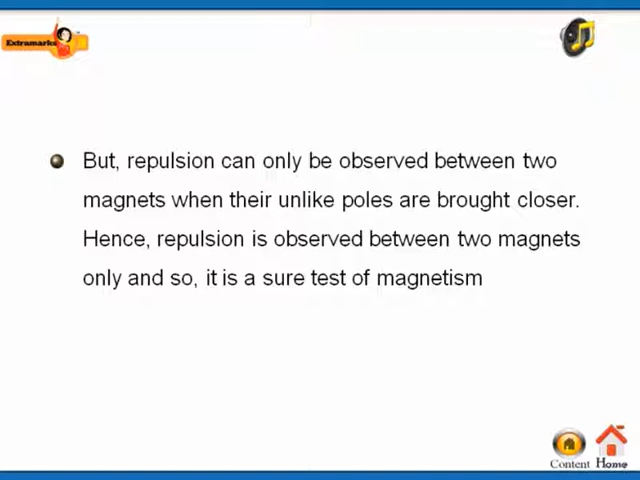 Extramarks
But, repulsion can only be observed between two
magnets when their unlike poles are brought closer.
Hence, repulsion is observed between two magnets
only and so, it is a sure test of magnetism
Content Home